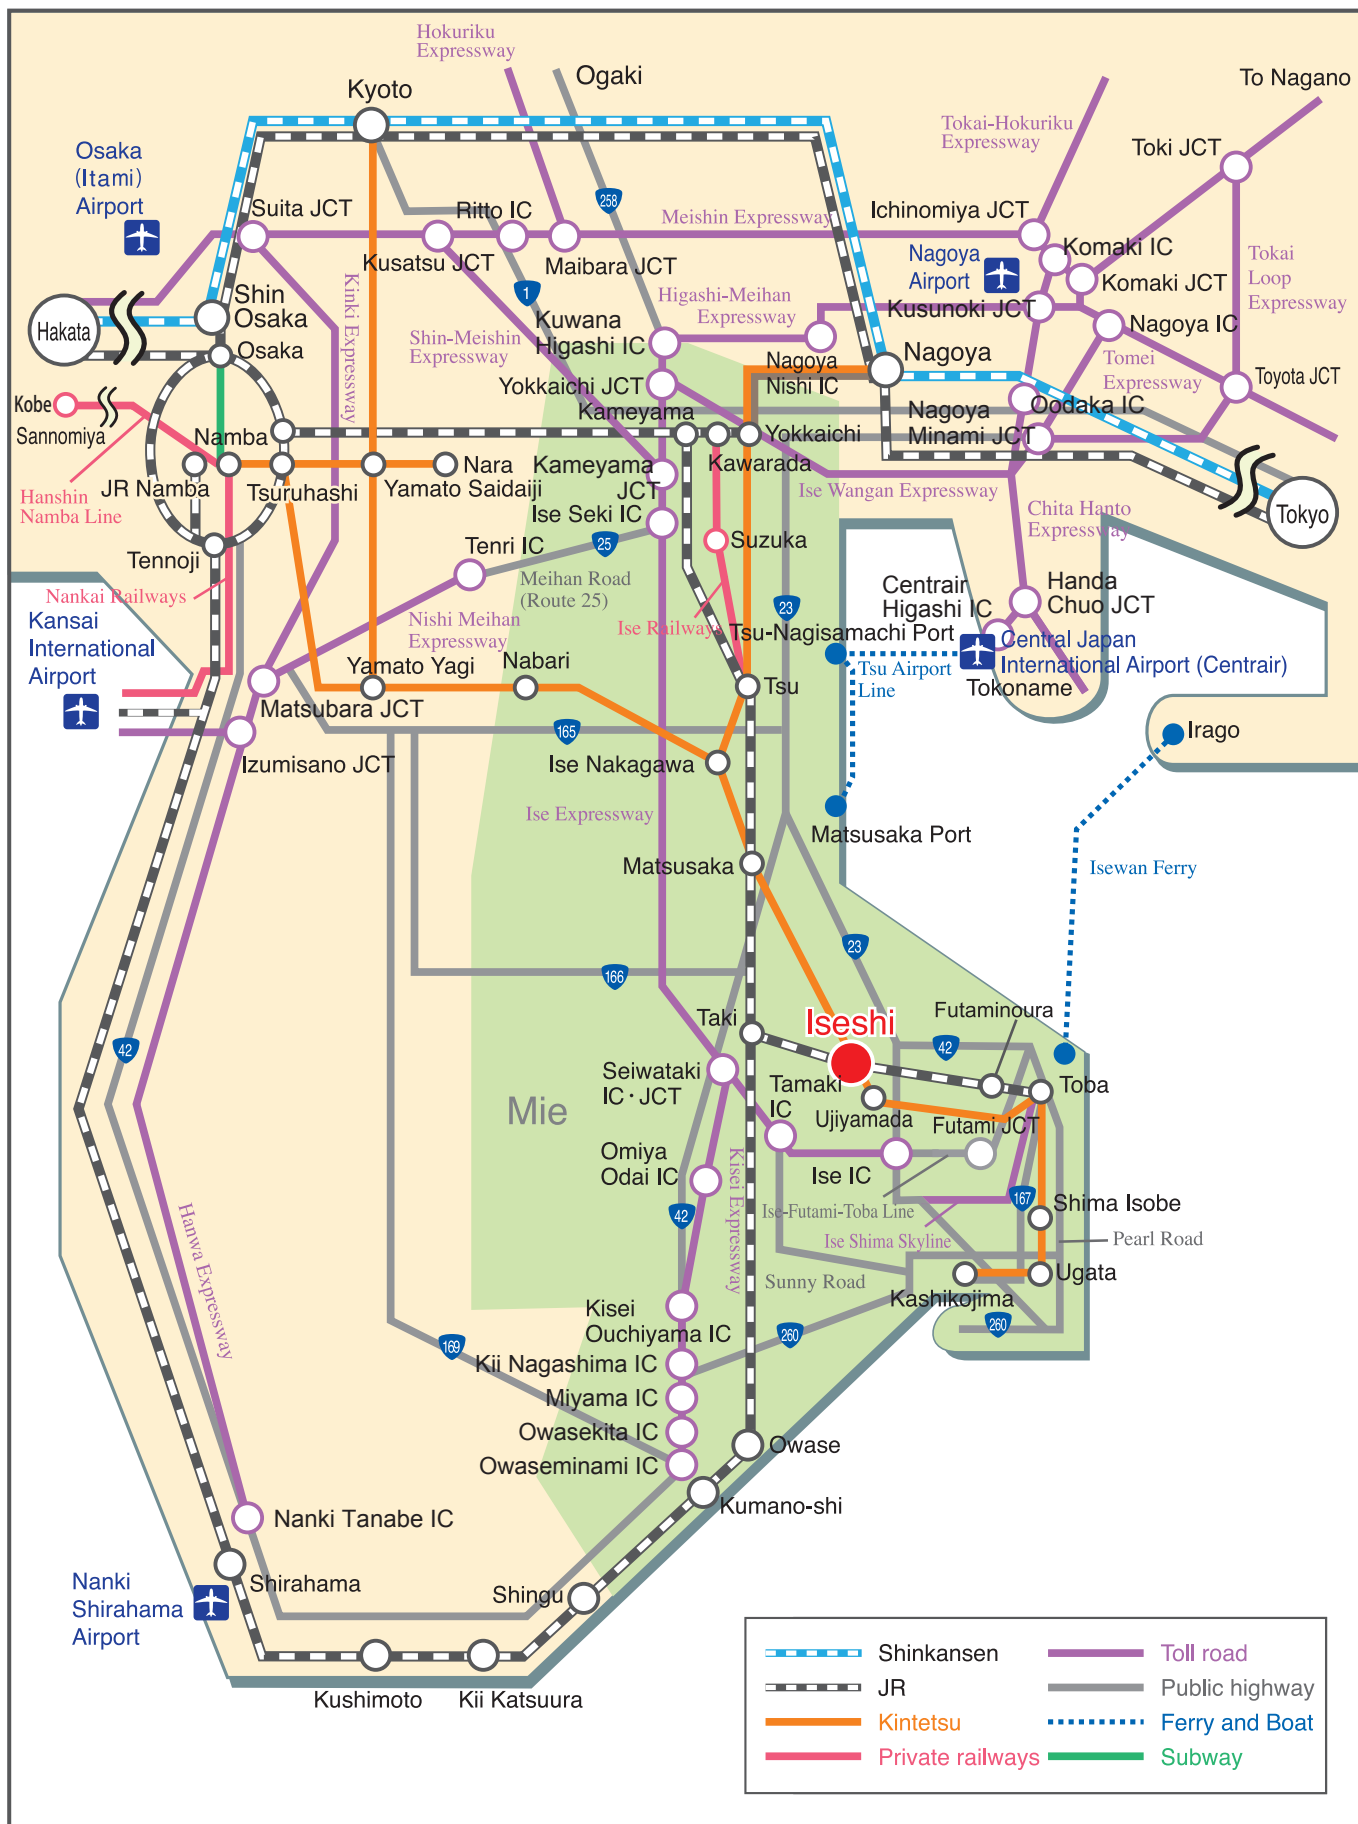 Hokuriku
Expressway
Ogaki
To Nagano
Kyoto
Tokai-Hokuriku
Expressway
Toki JCT
Osaka
(Itami)
Airport
258
Suita JCT
Ritto IC
Meishin Expressway
Ichinomiya JCT
Kusatsu JCT
Maibara JCT
Nagoya
Airport
Komaki IC
Komaki JCT
Tokai
Loop
Expressway
Kinki Expressway
1
Higashi-Meihan
Expressway
Kusunoki JCT
Shin
Osaka
Hakata
Osaka
Shin-Meishin
Expressway
Kuwana
Higashi IC
Nagoya IC
Nagoya
Nagoya
Nishi IC
Tomei
Expressway
Toyota JCT
Yokkaichi JCT
Kobe
Sannomiya
Namba
Kameyama
Yokkaichi
Nagoya
Minami JCT
Oodaka IC
Kawarada
Nara
Yamato Saidaiji
Kameyama
JCT
JR Namba
Tsuruhashi
Hanshin
Namba Line
Ise Wangan Expressway
Chita Hanto
Expressway
Tokyo
Ise Seki IC
Tennoji
Tenri IC
25
Suzuka
Meihan Road
(Route 25)
Nankai Railways
Centrair
Higashi IC
Handa
Chuo JCT
23
Kansai
International
Airport
Nishi Meihan
Expressway
Ise Railways
Tsu-Nagisamachi Port
Central Japan
International Airport (Centrair)
Tsu Airport
Line
Tokoname
Yamato Yagi
Nabari
Tsu
Matsubara JCT
165
Irago
Izumisano JCT
Ise Nakagawa
Ise Expressway
Matsusaka Port
Matsusaka
Isewan Ferry
23
166
Taki
Iseshi
Futaminoura
42
42
Seiwataki
IC・JCT
Tamaki
IC
Toba
Mie
Ujiyamada
Futami JCT
Omiya
Odai IC
Kisei Expressway
Ise IC
167
Shima Isobe
Ise-Futami-Toba Line
42
Ise Shima Skyline
Pearl Road
Hanwa Expressway
Sunny Road
Ugata
Kashikojima
Kisei
Ouchiyama IC
260
260
169
Kii Nagashima IC
Miyama IC
Owasekita IC
Owase
Owaseminami IC
Kumano-shi
Nanki Tanabe IC
Shirahama
Nanki
Shirahama
Airport
Shingu
Kushimoto
Kii Katsuura
Shinkansen
JR
Kintetsu
Private railways
Toll road
Public highway
Ferry and Boat
Subway